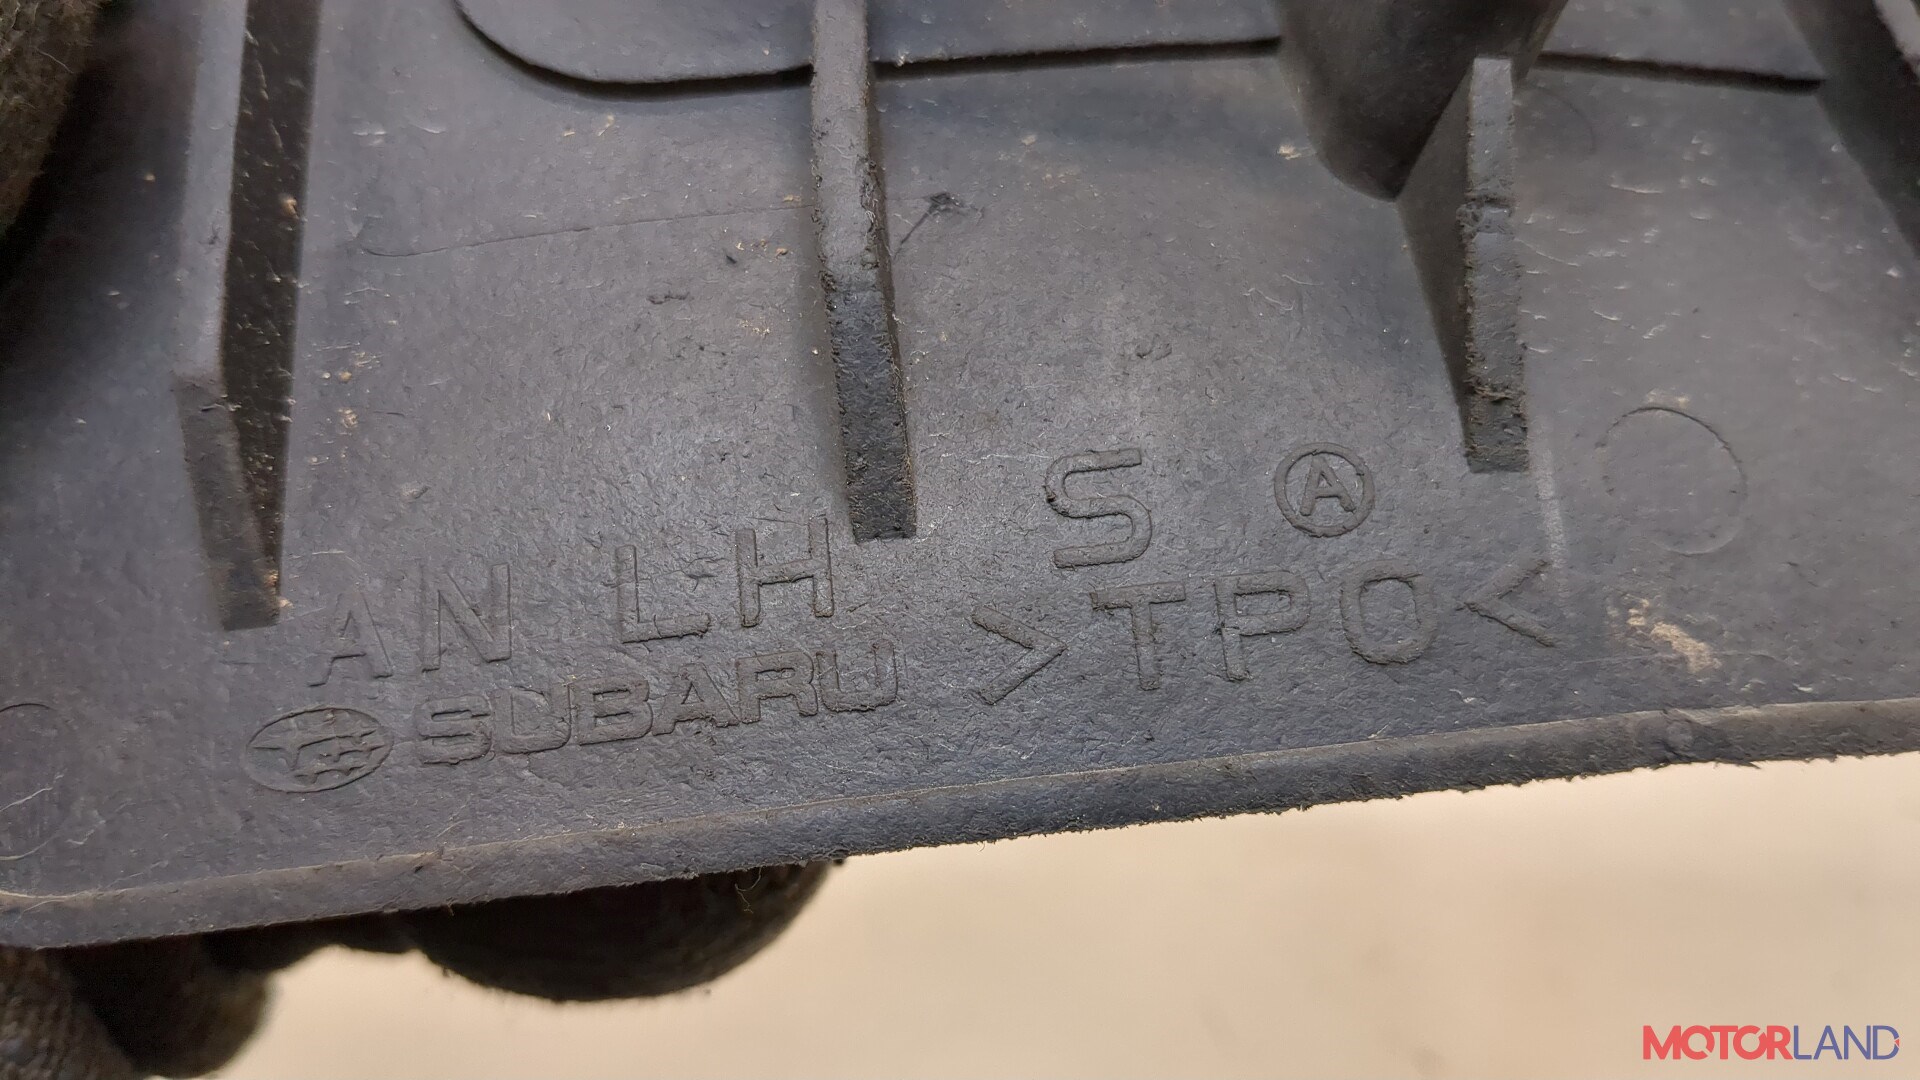 AN LH S Ⓐ
SUBARU >TPO<
MOTORLAND